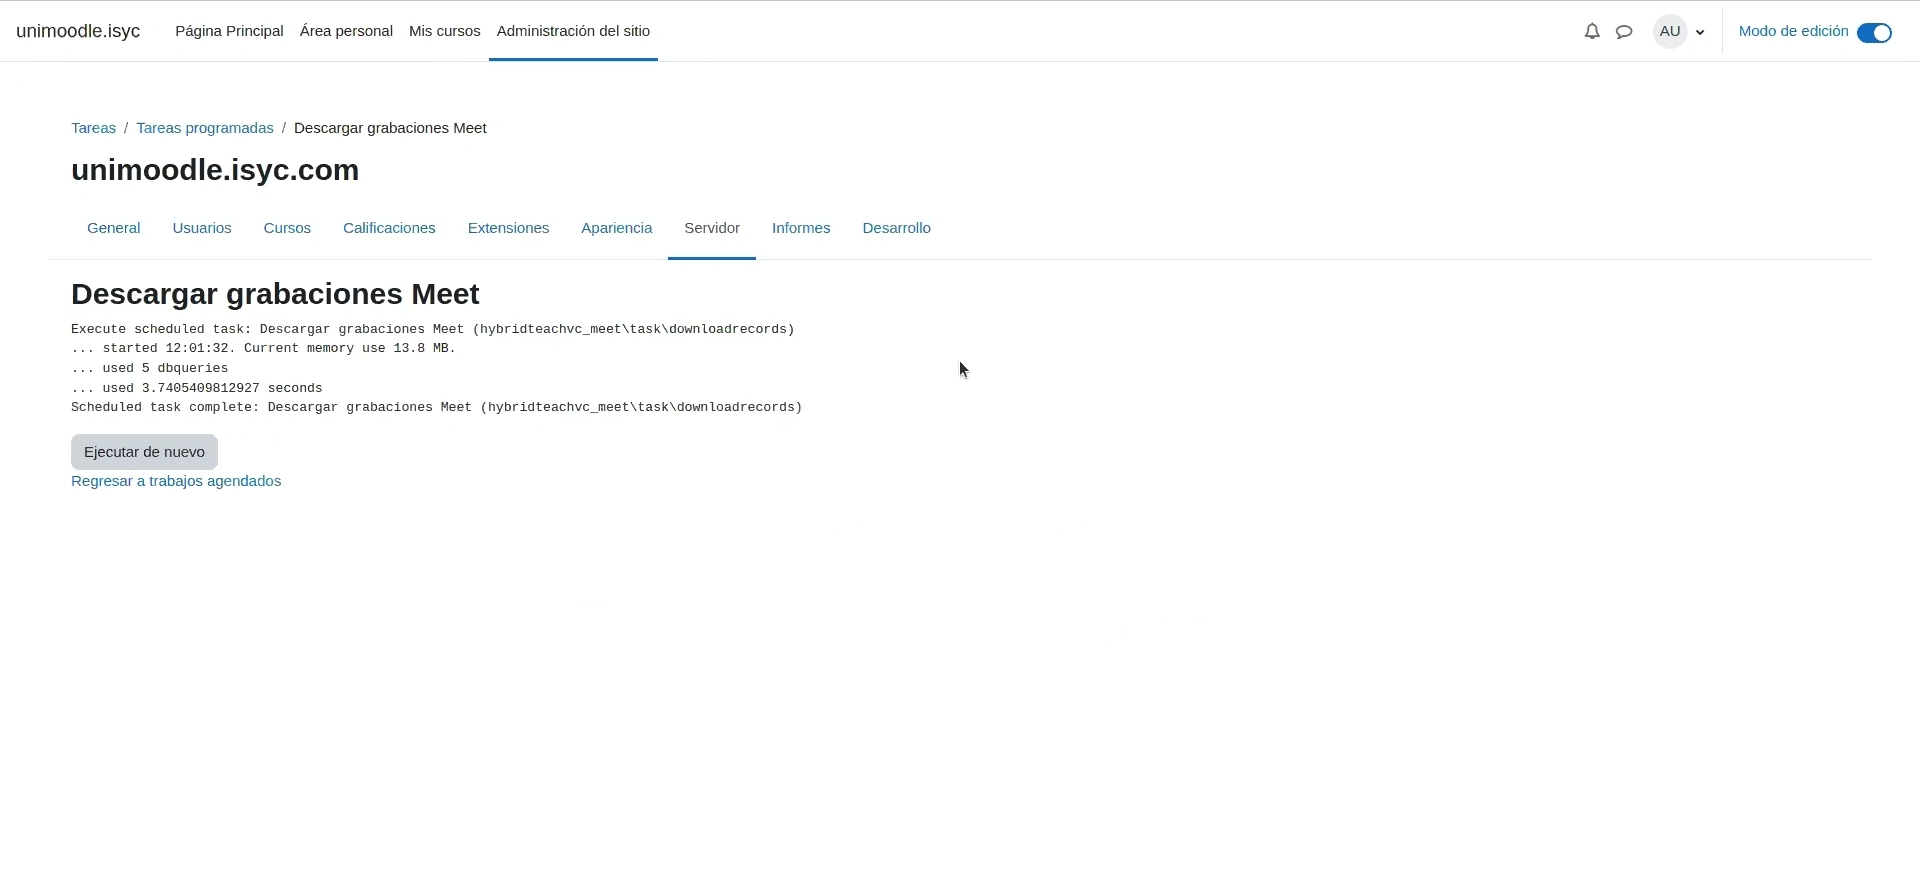 unimoodle.isyc Página Principal Área personal Mis cursos Administración del sitio AU Modo de edición
Tareas / Tareas programadas / Descargar grabaciones Meet
unimoodle.isyc.com
General Usuarios Cursos Calificaciones Extensiones Apariencia Servidor Informes Desarrollo
Descargar grabaciones Meet
Execute scheduled task: Descargar grabaciones Meet (hybridteachvc_meet\task\downloadrecords)
... started 12:01:32. Current memory use 13.8 MB.
... used 5 dbqueries
... used 3.7405409812927 seconds
Scheduled task complete: Descargar grabaciones Meet (hybridteachvc_meet\task\downloadrecords)
Ejecutar de nuevo
Regresar a trabajos agendados